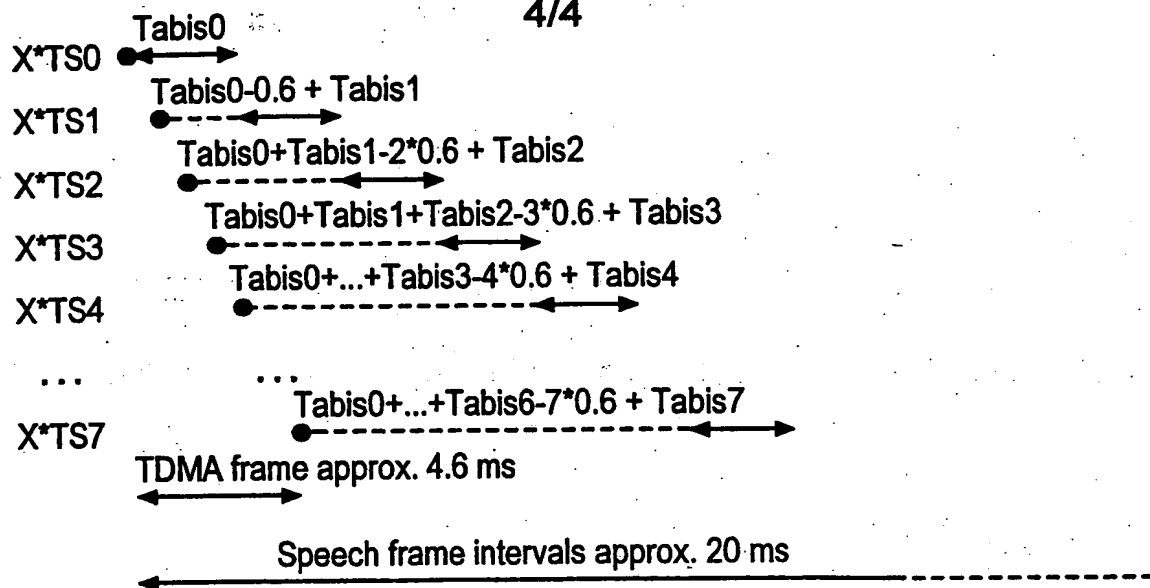 4/4
Tabis0
X*TS0
Tabis0-0.6 + Tabis1
X*TS1
Tabis0+Tabis1-2*0.6 + Tabis2
X*TS2
Tabis0+Tabis1+Tabis2-3*0.6 + Tabis3
X*TS3
Tabis0+...+Tabis3-4*0.6 + Tabis4
X*TS4
... ...
Tabis0+...+Tabis6-7*0.6 + Tabis7
X*TS7
TDMA frame approx. 4.6 ms
Speech frame intervals approx. 20 ms